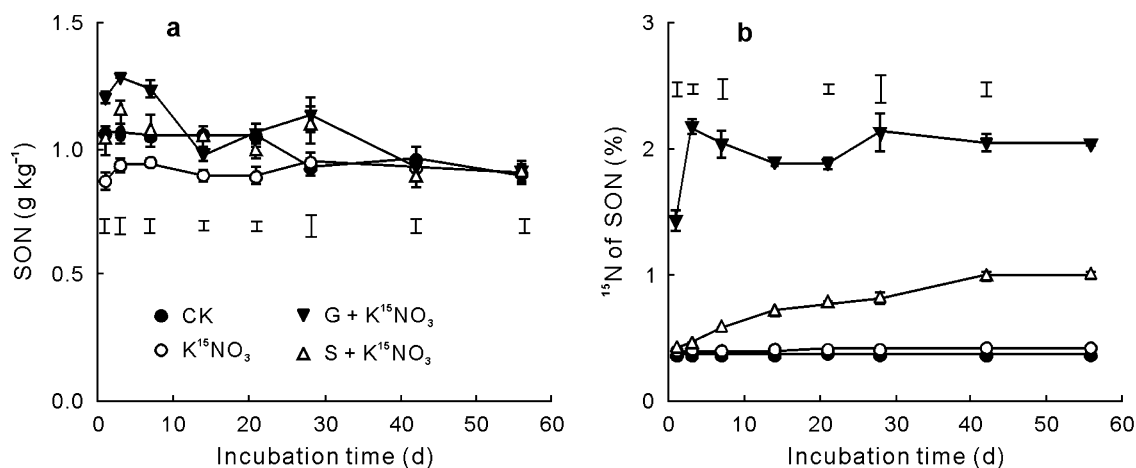 a
1.5
1.0
0.5
0.0
SON (g kg⁻¹)
CK
K¹⁵NO₃
G + K¹⁵NO₃
S + K¹⁵NO₃
0 10 20 30 40 50 60
Incubation time (d)
b
3
2
1
0
¹⁵N of SON (%)
0 10 20 30 40 50 60
Incubation time (d)